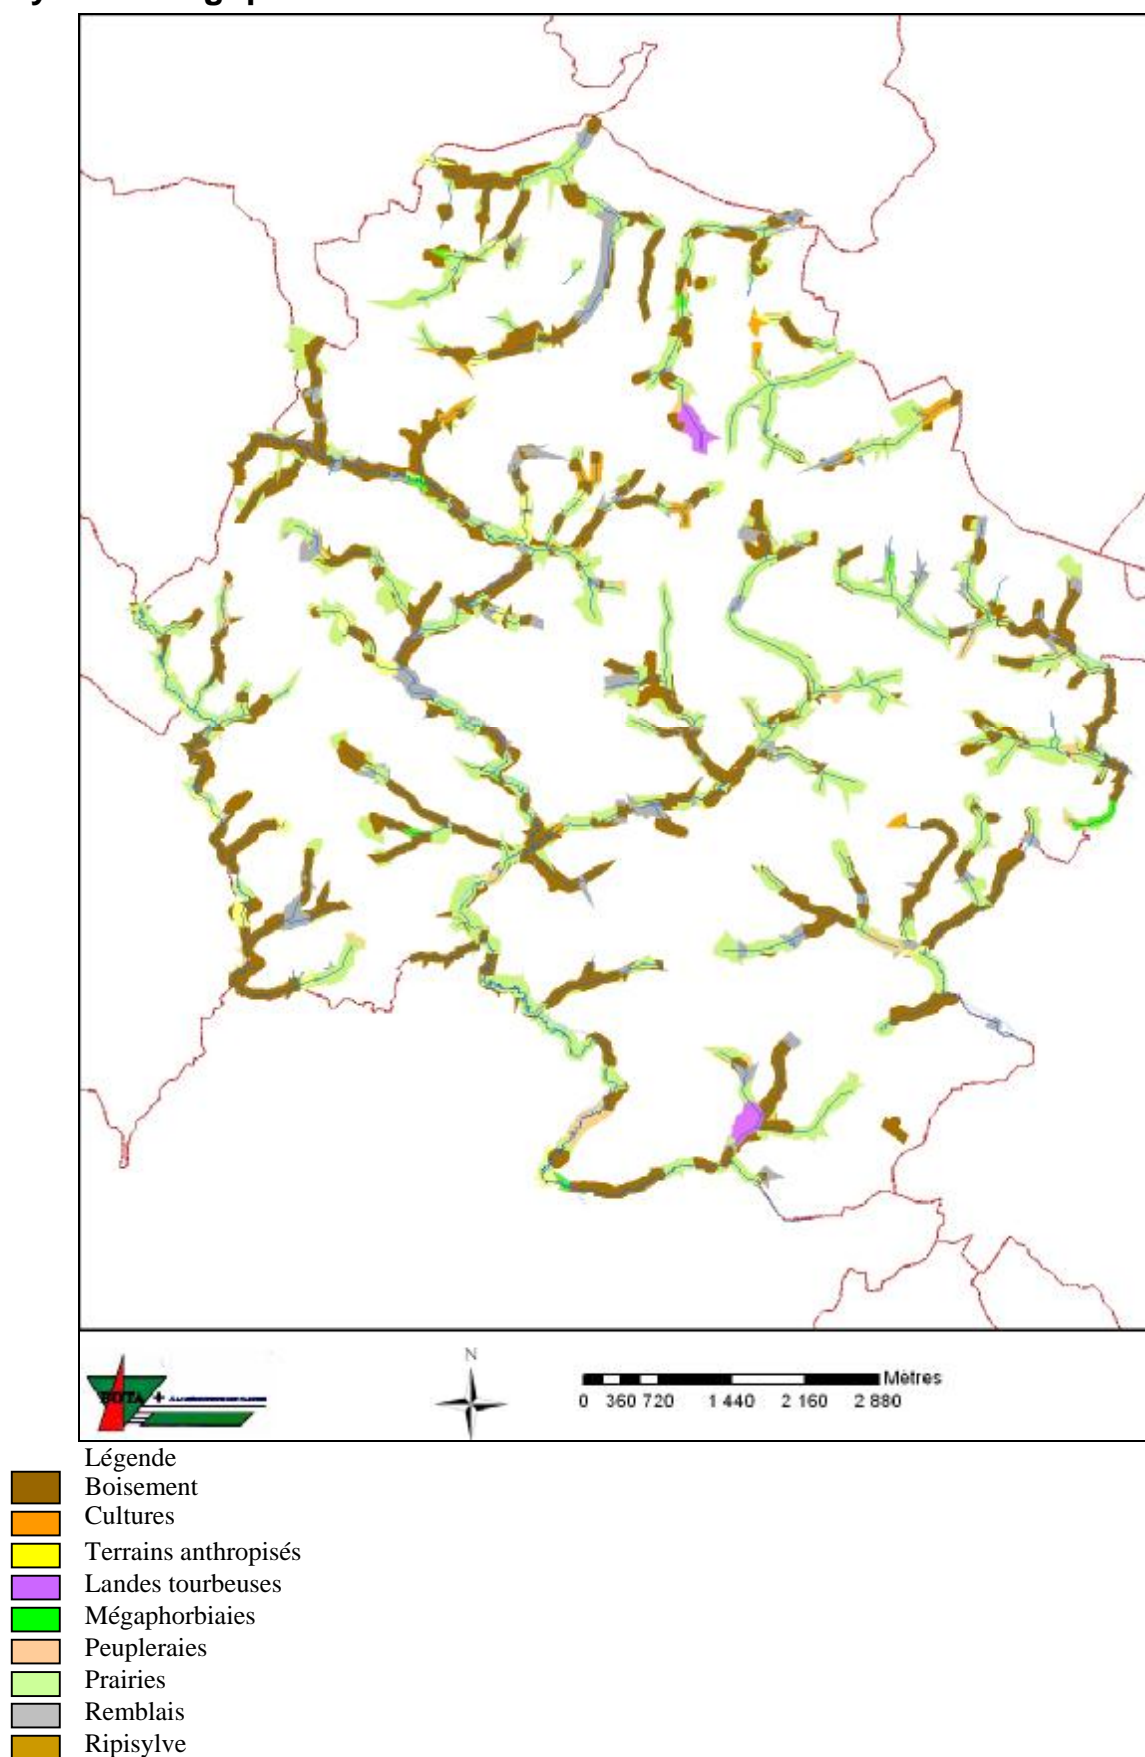 N
Mètres
0 360 720 1 440 2 160 2 880
Légende
Boisement
Cultures
Terrains anthropisés
Landes tourbeuses
Mégaphorbiaies
Peupleraies
Prairies
Remblais
Ripisylve